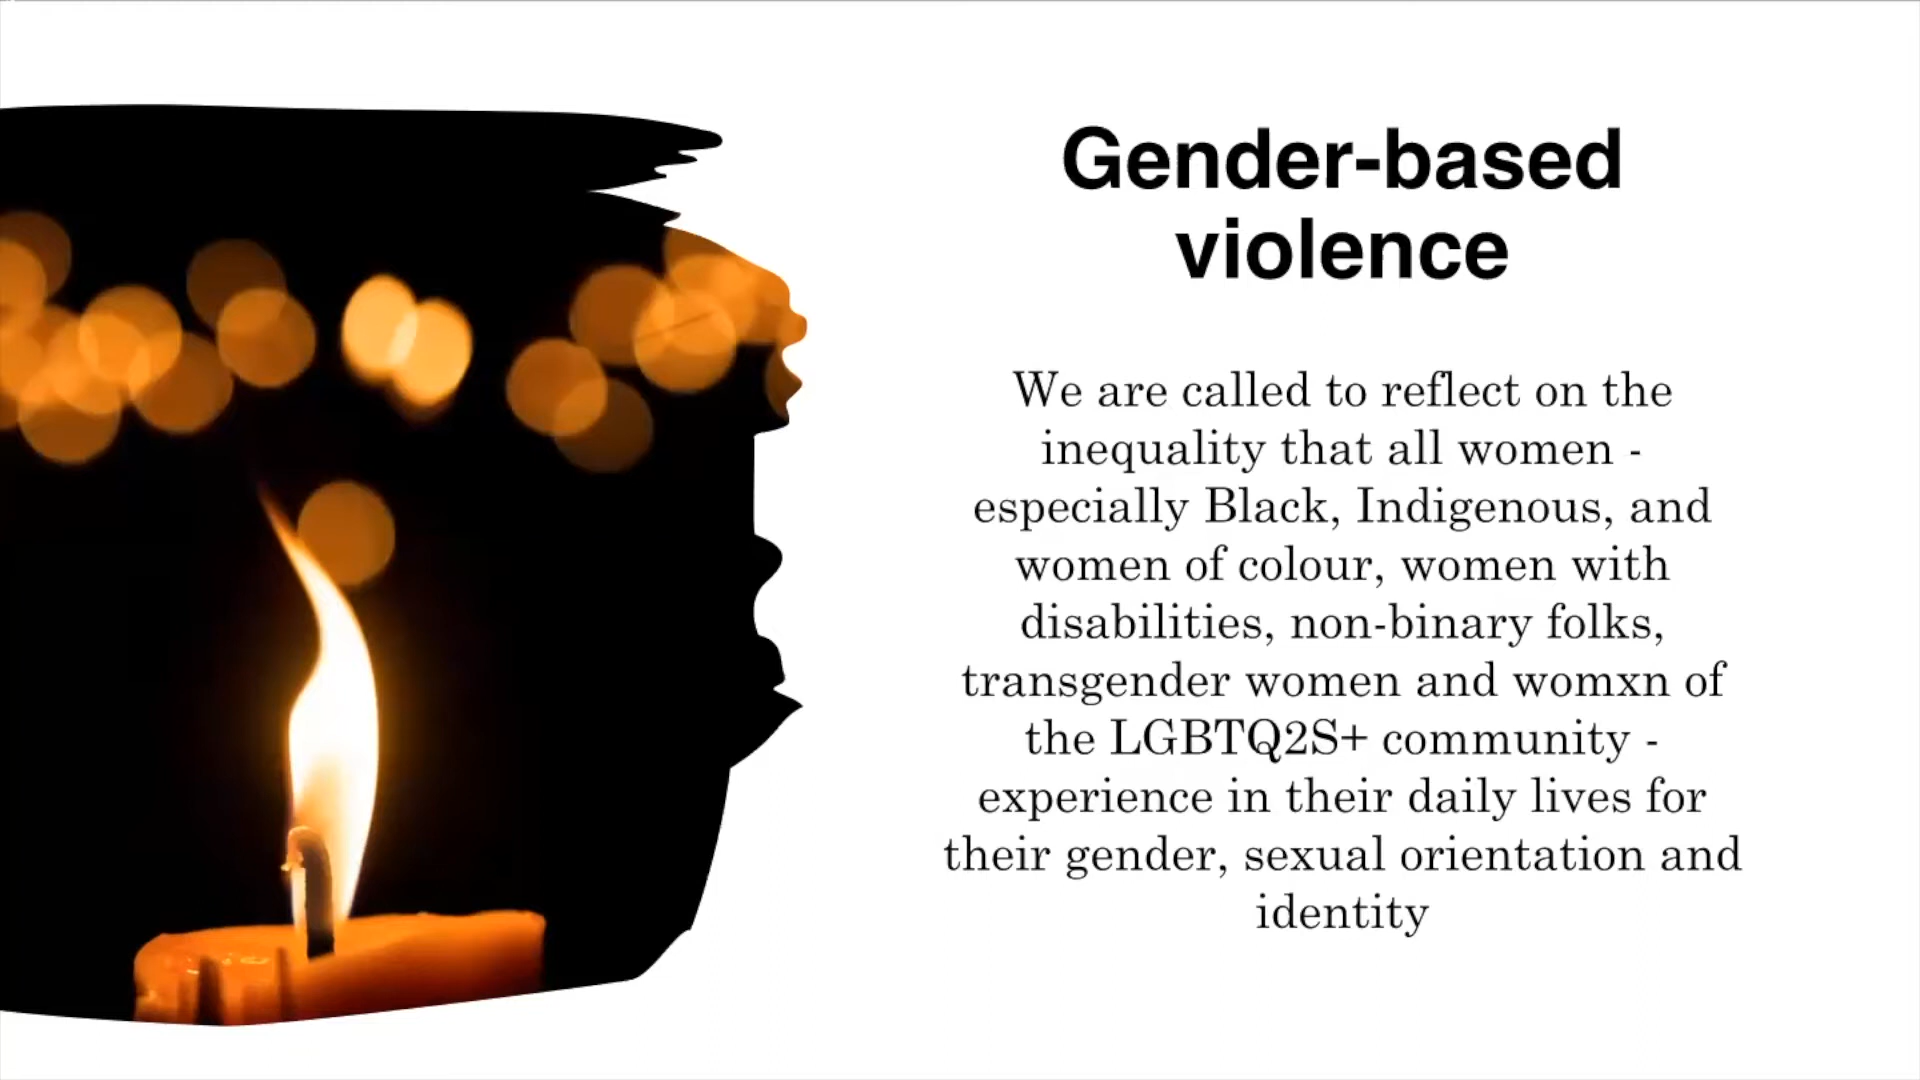 Gender-based
violence
We are called to reflect on the
inequality that all women -
especially Black, Indigenous, and
women of colour, women with
disabilities, non-binary folks,
transgender women and womxn of
the LGBTQ2S+ community -
experience in their daily lives for
their gender, sexual orientation and
identity